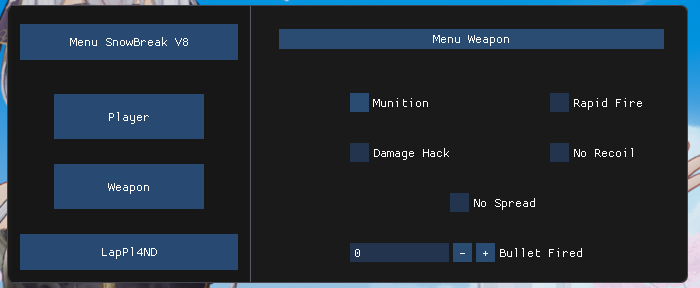 Menu SnowBreak V8
Player
Weapon
LapPl4ND
Menu Weapon
Munition
Rapid Fire
Damage Hack
No Recoil
No Spread
0 - + Bullet Fired